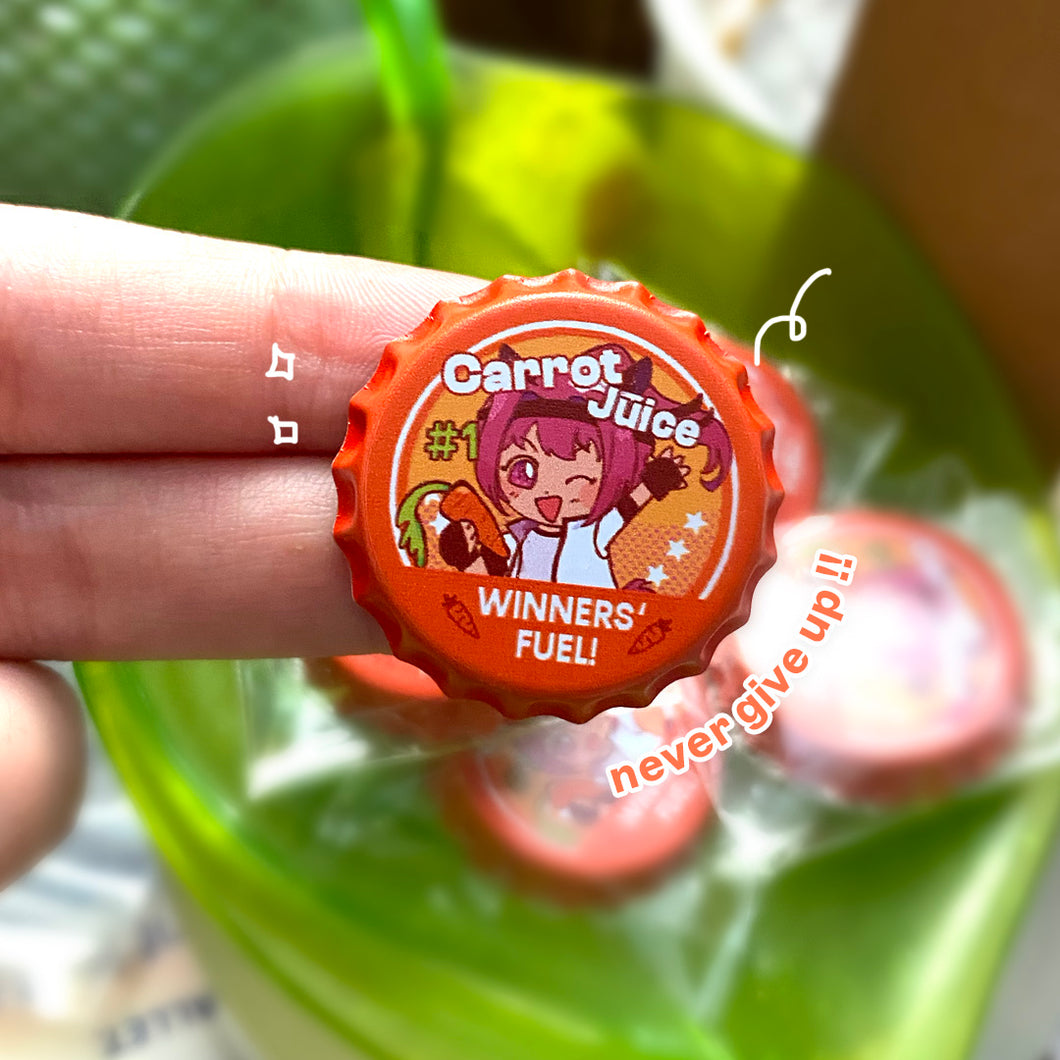 Carrot
Juice
#1
WINNERS'
FUEL!
never give up !!